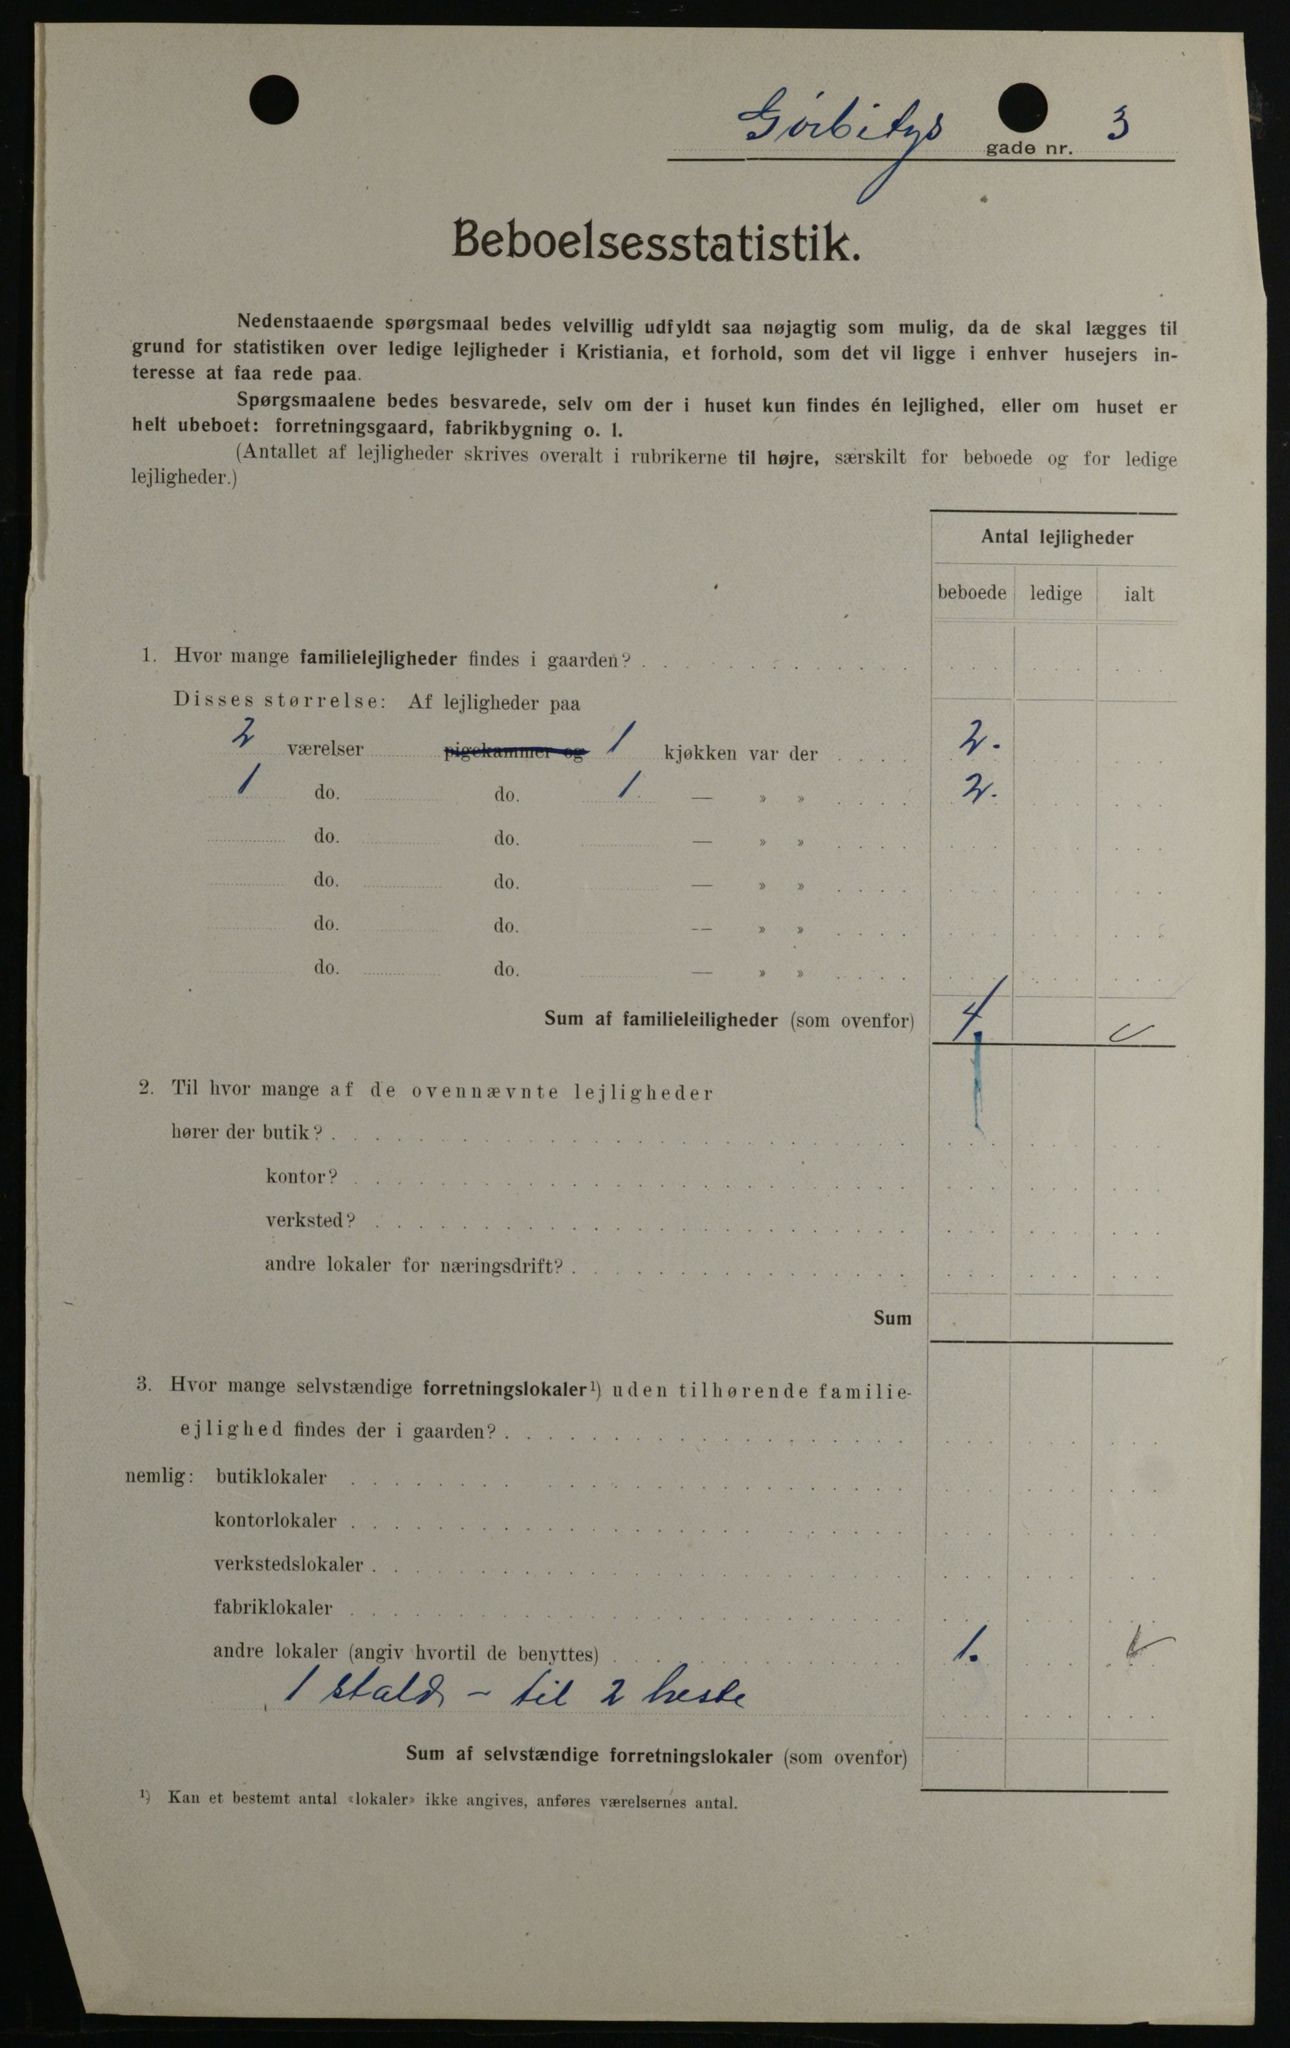 Görbitys gade nr. 3
Beboelsesstatistik.
Nedenstaaende spørgsmaal bedes velvillig udfyldt saa nøjagtig som mulig, da de skal lægges til
grund for statistiken over ledige lejligheder i Kristiania, et forhold, som det vil ligge i enhver husejers in-
teresse at faa rede paa.
Spørgsmaalene bedes besvarede, selv om der i huset kun findes én lejlighed, eller om huset er
helt ubeboet: forretningsgaard, fabrikbygning o. l.
(Antallet af lejligheder skrives overalt i rubrikerne til højre, særskilt for beboede og for ledige
lejligheder.)
Antal lejligheder
beboede ledige ialt
1. Hvor mange familielejligheder findes i gaarden?
Disses størrelse: Af lejligheder paa
2 værelser pigekammer og 1 kjøkken var der 2.
1 do. do. 1 — » » 2.
do. do. — » »
do. do. — » »
do. do. — » »
do. do. — » »
Sum af familieleiligheder (som ovenfor) 4.
2. Til hvor mange af de ovennævnte lejligheder
hører der butik?
kontor?
verksted?
andre lokaler for næringsdrift?
Sum
3. Hvor mange selvstændige forretningslokaler¹) uden tilhørende familie-
ejlighed findes der i gaarden?
nemlig: butiklokaler
kontorlokaler
verkstedslokaler
fabriklokaler
andre lokaler (angiv hvortil de benyttes) 1.
1 stald - til 2 heste
Sum af selvstændige forretningslokaler (som ovenfor)
¹) Kan et bestemt antal «lokaler» ikke angives, anføres værelsernes antal.